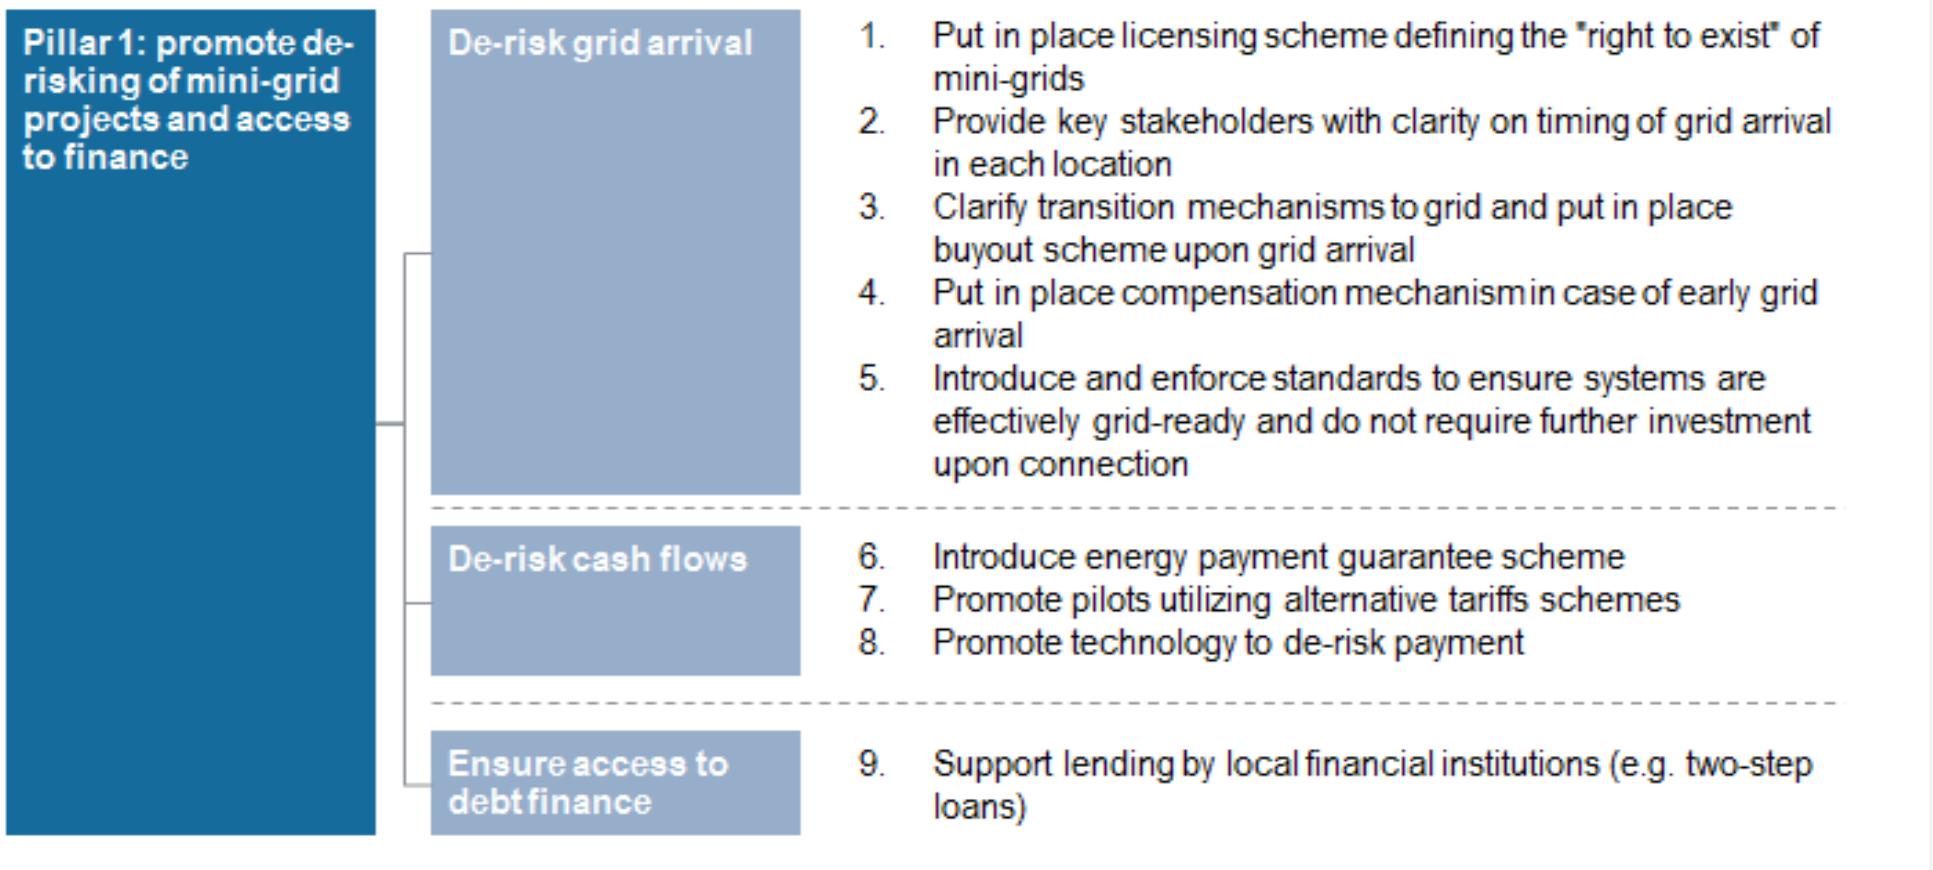 Pillar 1: promote de-
risking of mini-grid
projects and access
to finance
De-risk grid arrival
1. Put in place licensing scheme defining the "right to exist" of
mini-grids
2. Provide key stakeholders with clarity on timing of grid arrival
in each location
3. Clarify transition mechanisms to grid and put in place
buyout scheme upon grid arrival
4. Put in place compensation mechanism in case of early grid
arrival
5. Introduce and enforce standards to ensure systems are
effectively grid-ready and do not require further investment
upon connection
De-risk cash flows
6. Introduce energy payment guarantee scheme
7. Promote pilots utilizing alternative tariffs schemes
8. Promote technology to de-risk payment
Ensure access to
debt finance
9. Support lending by local financial institutions (e.g. two-step
loans)